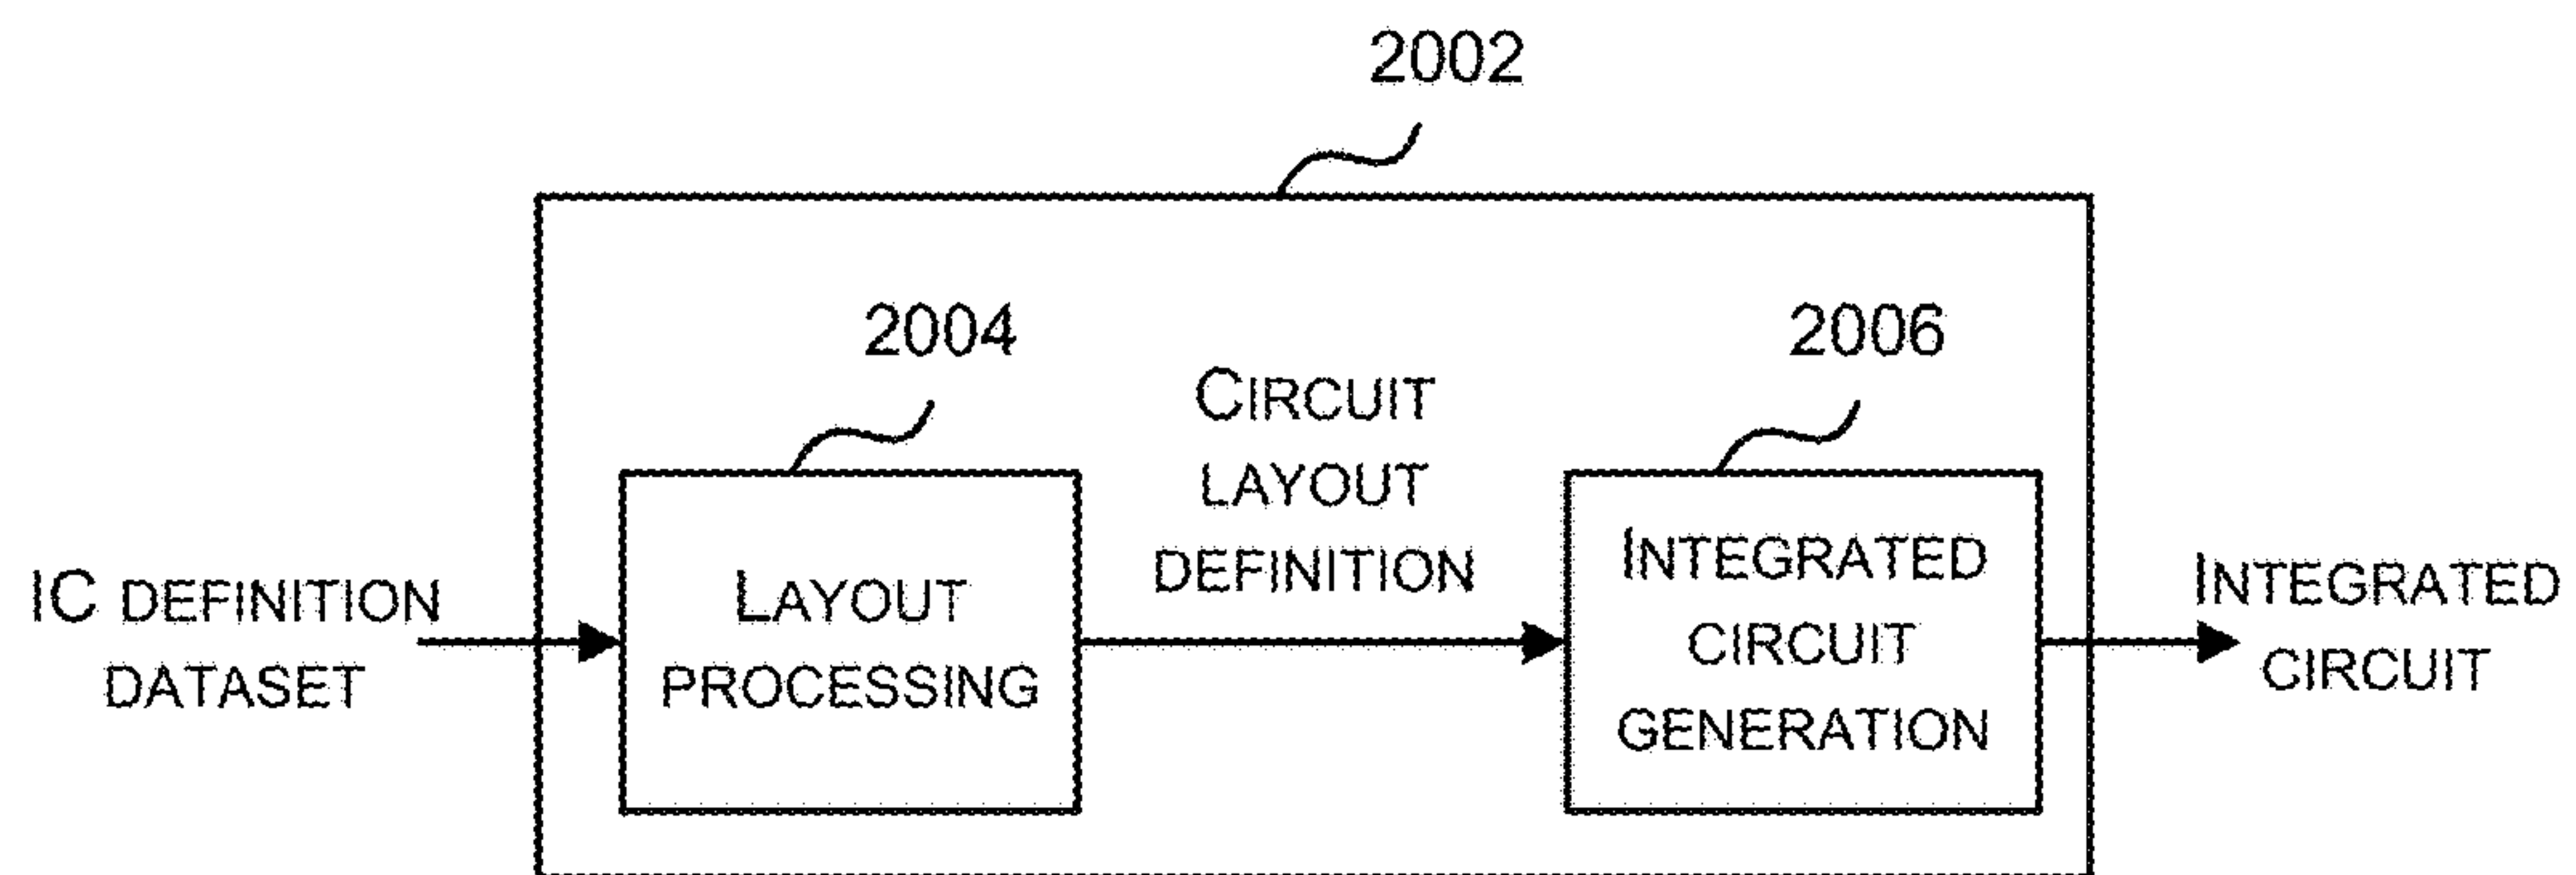 2002
2004
2006
CIRCUIT
LAYOUT
DEFINITION
IC DEFINITION
DATASET
LAYOUT
PROCESSING
INTEGRATED
CIRCUIT
GENERATION
INTEGRATED
CIRCUIT